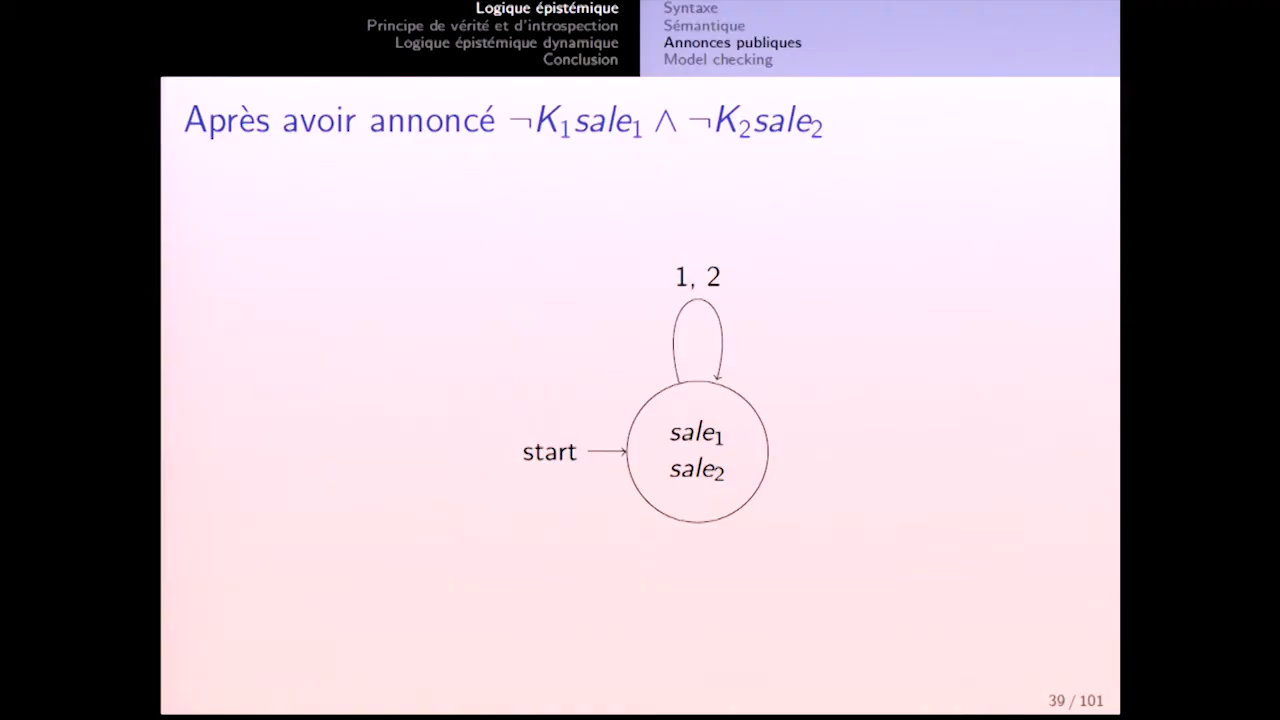 Logique épistémique
Principe de vérité et d'introspection
Logique épistémique dynamique
Conclusion
Syntaxe
Sémantique
Annonces publiques
Model checking
Après avoir annoncé ¬K₁sale₁ ∧ ¬K₂sale₂
1, 2
start
sale₁
sale₂
39 / 101